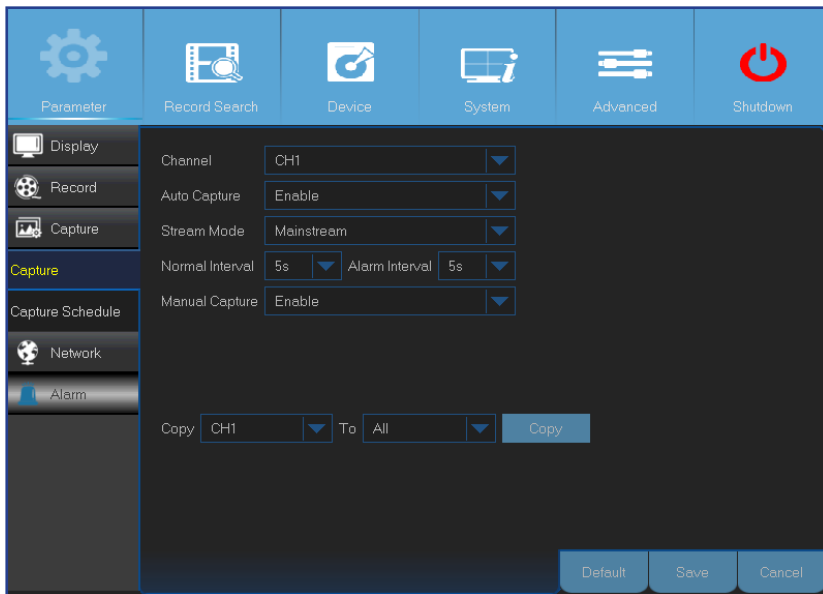 Parameter
Record Search
Device
System
Advanced
Shutdown
Display
Record
Capture
Capture
Capture Schedule
Network
Alarm
Channel CH1
Auto Capture Enable
Stream Mode Mainstream
Normal Interval 5s Alarm Interval 5s
Manual Capture Enable
Copy CH1 To All Copy
Default Save Cancel